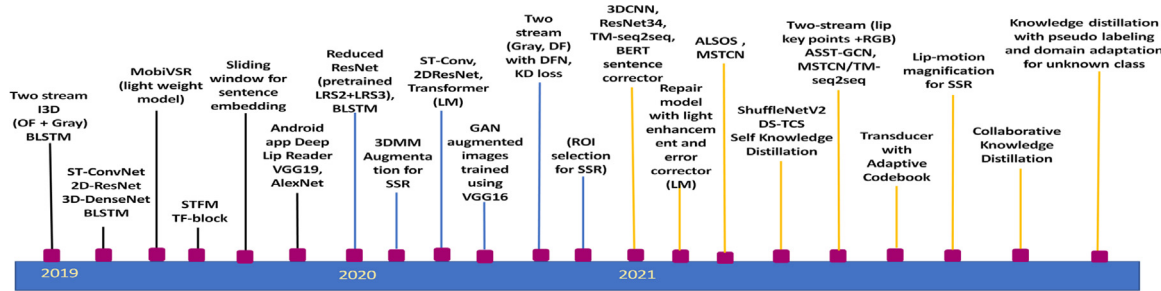 Two stream
I3D
(OF + Gray)
BLSTM
ST-ConvNet
2D-ResNet
3D-DenseNet
BLSTM
MobiVSR
(light weight
model)
STFM
TF-block
Sliding
window for
sentence
embedding
Android
app Deep
Lip Reader
VGG19,
AlexNet
Reduced
ResNet
(pretrained
LRS2+LRS3),
BLSTM
3DMM
Augmenta
tion for
SSR
ST-Conv,
2DResNet,
Transformer
(LM)
GAN
augmented
images
trained
using
VGG16
Two
stream
(Gray, DF)
with DFN,
KD loss
(ROI
selection
for SSR)
3DCNN,
ResNet34,
TM-seq2seq,
BERT
sentence
corrector
Repair
model
with light
enhancem
ent and
error
corrector
(LM)
ALSOS ,
MSTCN
ShuffleNetV2
DS-TCS
Self Knowledge
Distillation
Two-stream (lip
key points +RGB)
ASST-GCN,
MSTCN/TM-
seq2seq
Transducer
with
Adaptive
Codebook
Lip-motion
magnification
for SSR
Collaborative
Knowledge
Distillation
Knowledge distillation
with pseudo labeling
and domain adaptation
for unknown class
2019
2020
2021